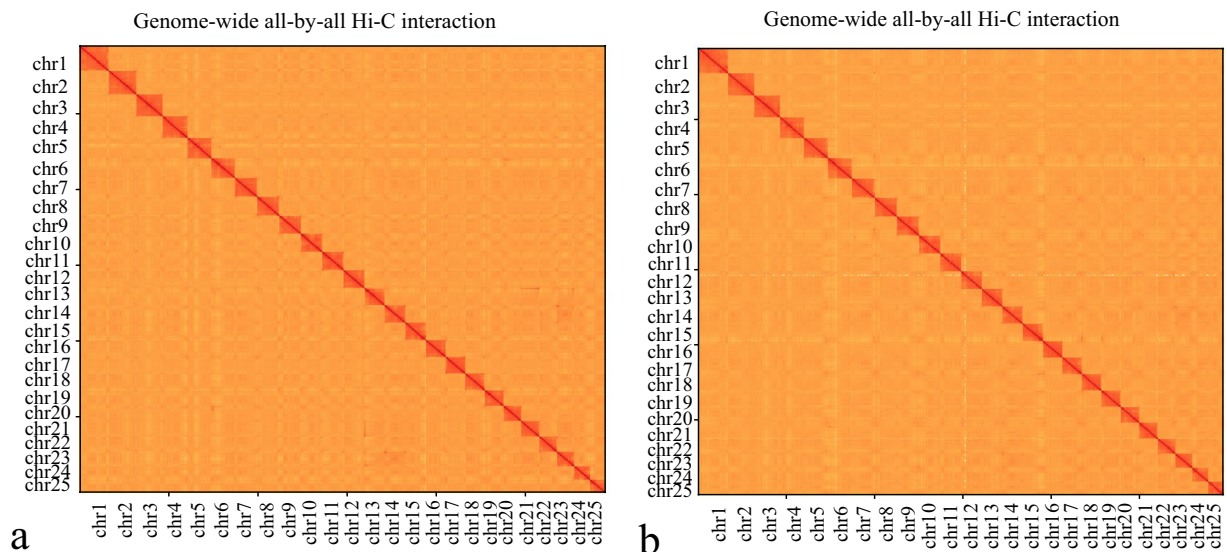 Genome-wide all-by-all Hi-C interaction
chr1
chr2
chr3
chr4
chr5
chr6
chr7
chr8
chr9
chr10
chr11
chr12
chr13
chr14
chr15
chr16
chr17
chr18
chr19
chr20
chr21
chr22
chr23
chr24
chr25
chr1 chr2 chr3 chr4 chr5 chr6 chr7 chr8 chr9 chr10 chr11 chr12 chr13 chr14 chr15 chr16 chr17 chr18 chr19 chr20 chr21 chr22 chr23 chr24 chr25
a
Genome-wide all-by-all Hi-C interaction
chr1
chr2
chr3
chr4
chr5
chr6
chr7
chr8
chr9
chr10
chr11
chr12
chr13
chr14
chr15
chr16
chr17
chr18
chr19
chr20
chr21
chr22
chr23
chr24
chr25
chr1 chr2 chr3 chr4 chr5 chr6 chr7 chr8 chr9 chr10 chr11 chr12 chr13 chr14 chr15 chr16 chr17 chr18 chr19 chr20 chr21 chr22 chr23 chr24 chr25
b